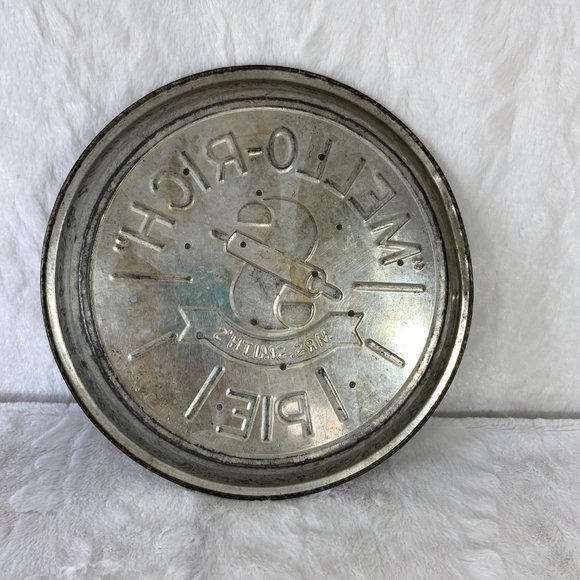 "MELLO-RICH"
MRS. SMITH'S
PIE